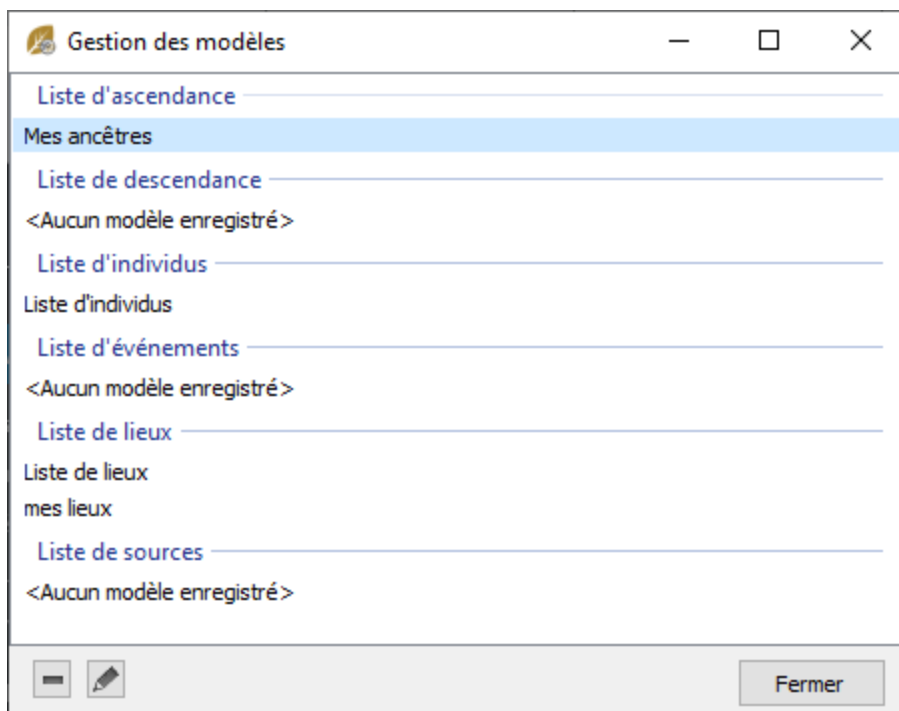 Gestion des modèles
Liste d'ascendance
Mes ancêtres
Liste de descendance
<Aucun modèle enregistré>
Liste d'individus
Liste d'individus
Liste d'événements
<Aucun modèle enregistré>
Liste de lieux
Liste de lieux
mes lieux
Liste de sources
<Aucun modèle enregistré>
Fermer